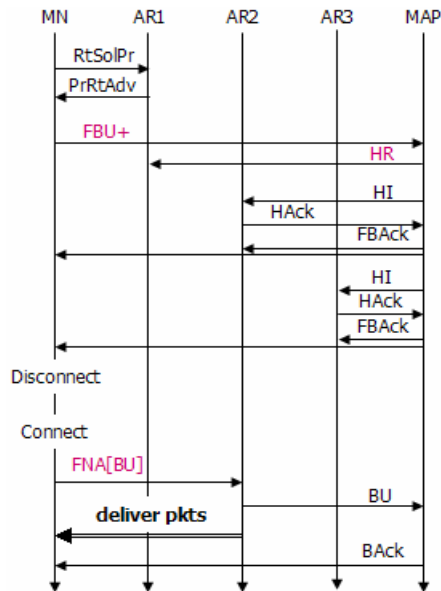 MN AR1 AR2 AR3 MAP
RtSolPr
PrRtAdv
FBU+
HR
HI
HAck
FBAck
HI
HAck
FBAck
Disconnect
Connect
FNA[BU]
BU
deliver pkts
BAck